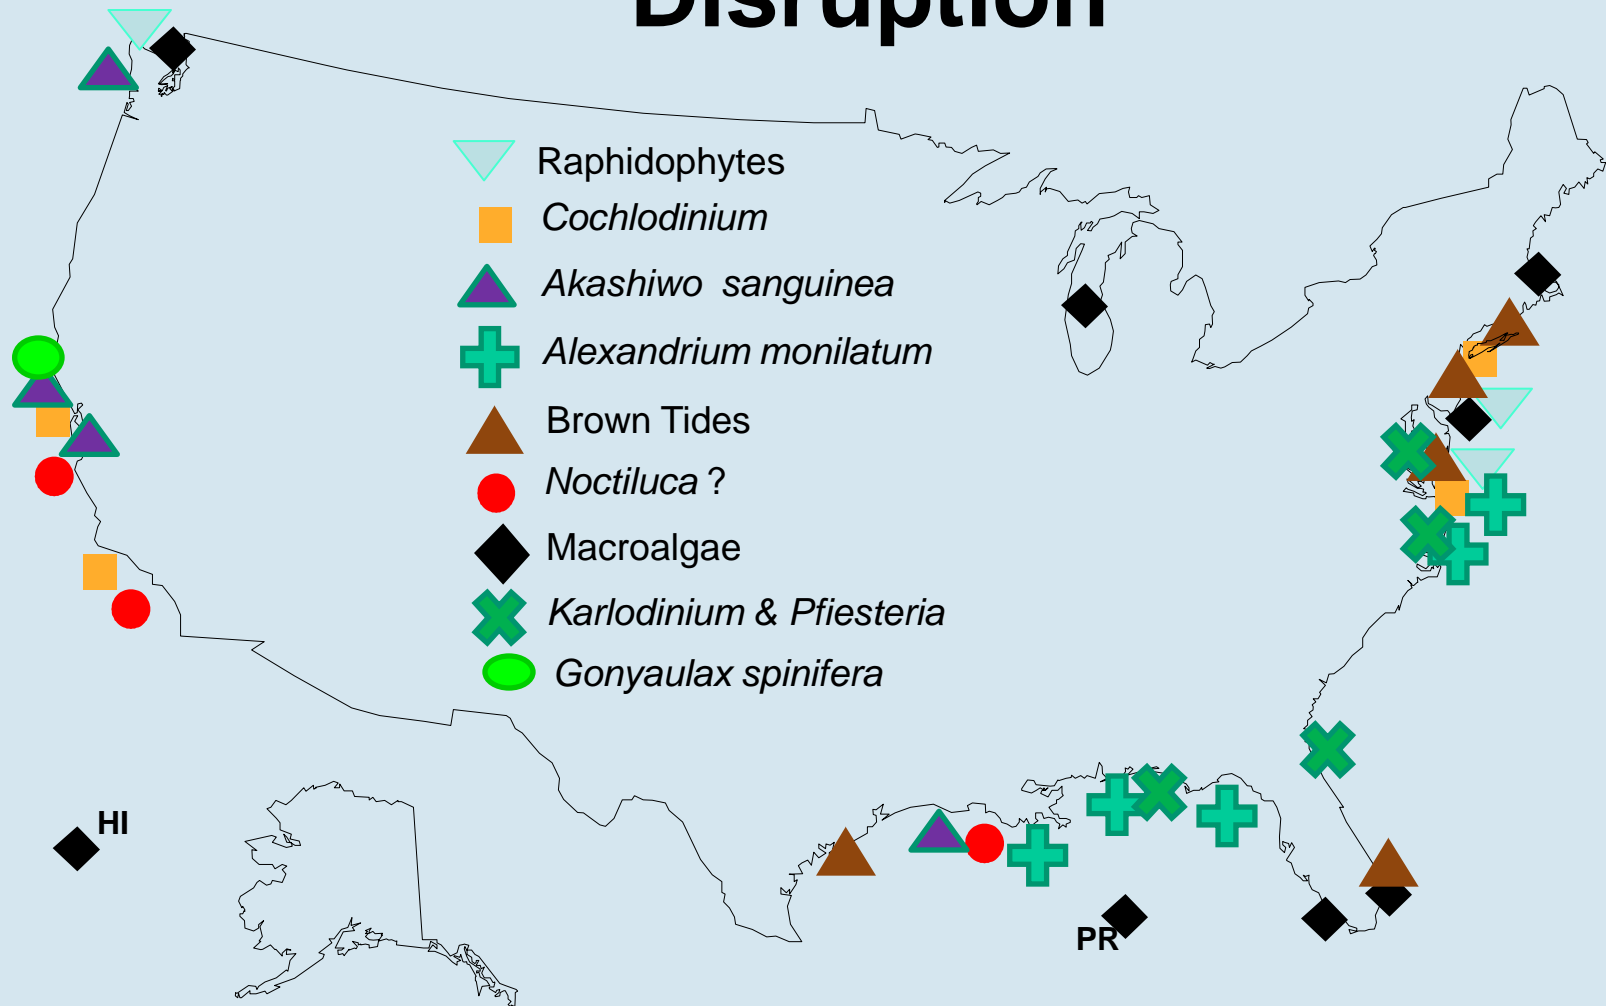 Disruption
Raphidophytes
Cochlodinium
Akashiwo sanguinea
Alexandrium monilatum
Brown Tides
Noctiluca ?
Macroalgae
Karlodinium & Pfiesteria
Gonyaulax spinifera
HI
PR